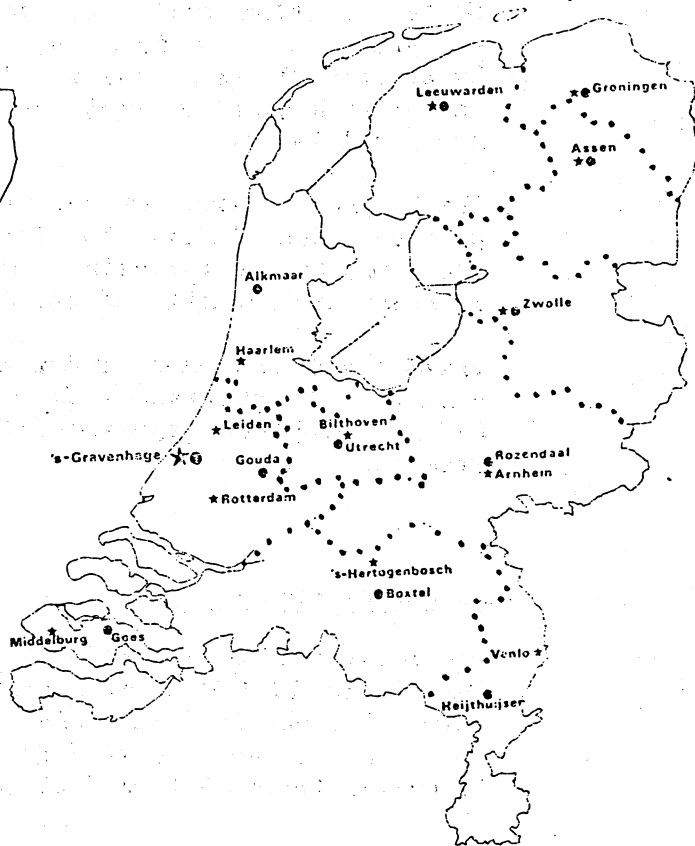 Leeuwarden
Groningen
Assen
Alkmaar
Zwolle
Haarlem
Leiden
Bilthoven
Utrecht
's-Gravenhage
Gouda
Rozendaal
Arnhem
Rotterdam
's-Hertogenbosch
Boxtel
Middelburg
Goes
Venlo
Heijthuijsen